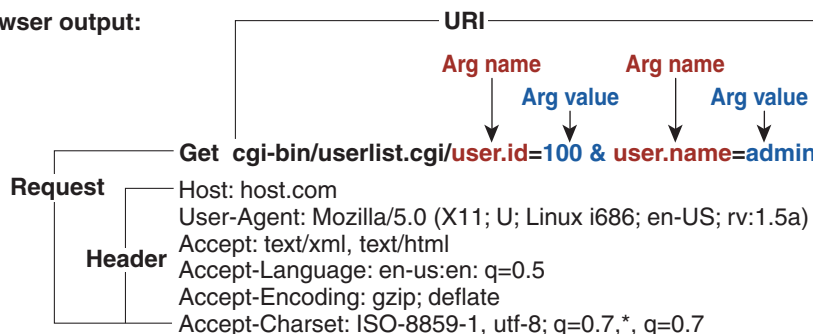 wser output:
URI
Arg name Arg name
Arg value Arg value
Get cgi-bin/userlist.cgi/user.id=100 & user.name=admin
Request
Host: host.com
User-Agent: Mozilla/5.0 (X11; U; Linux i686; en-US; rv:1.5a)
Header
Accept: text/xml, text/html
Accept-Language: en-us:en: q=0.5
Accept-Encoding: gzip; deflate
Accept-Charset: ISO-8859-1, utf-8; q=0.7,*, q=0.7